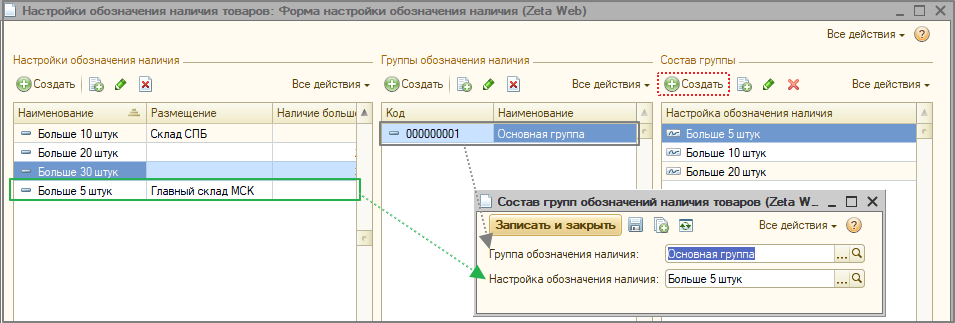 Настройки обозначения наличия товаров: Форма настройки обозначения наличия (Zeta Web)
Все действия
Настройки обозначения наличия
Создать
Все действия
Наименование Размещение Наличие больш
Больше 10 штук Склад СПБ
Больше 20 штук
Больше 30 штук
Больше 5 штук Главный склад МСК
Группы обозначения наличия
Создать
Все действия
Код Наименование
000000001 Основная группа
Состав группы
Создать
Все действия
Настройка обозначения наличия
Больше 5 штук
Больше 10 штук
Больше 20 штук
Состав групп обозначений наличия товаров (Zeta W...
Записать и закрыть
Все действия
Группа обозначения наличия: Основная группа ...
Настройка обозначения наличия: Больше 5 штук ...